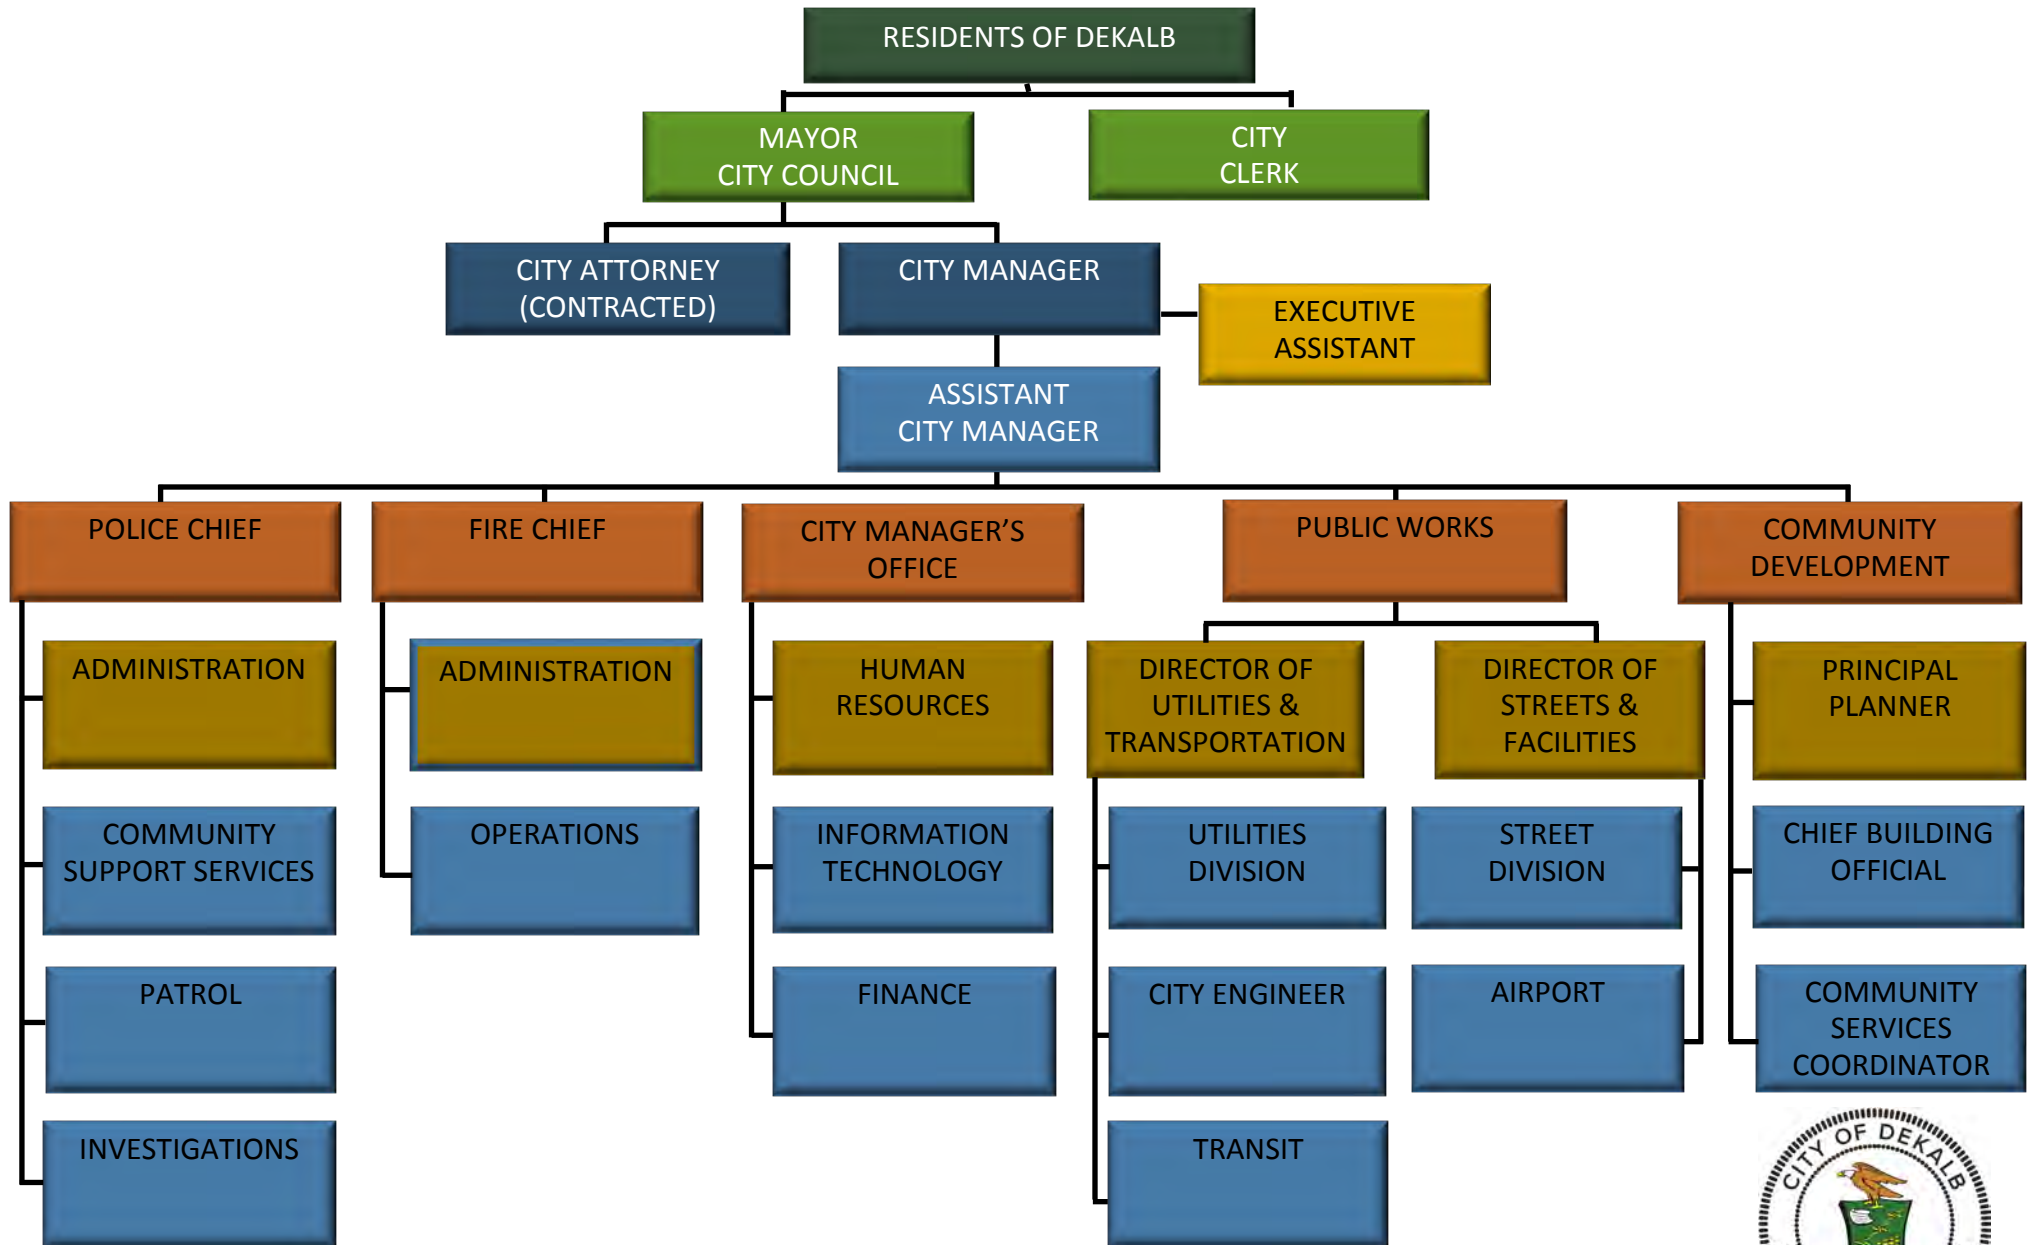 RESIDENTS OF DEKALB
MAYOR
CITY COUNCIL
CITY
CLERK
CITY ATTORNEY
(CONTRACTED)
CITY MANAGER
EXECUTIVE
ASSISTANT
ASSISTANT
CITY MANAGER
POLICE CHIEF
FIRE CHIEF
CITY MANAGER’S
OFFICE
PUBLIC WORKS
COMMUNITY
DEVELOPMENT
ADMINISTRATION
COMMUNITY
SUPPORT SERVICES
PATROL
INVESTIGATIONS
ADMINISTRATION
OPERATIONS
HUMAN
RESOURCES
INFORMATION
TECHNOLOGY
FINANCE
DIRECTOR OF
UTILITIES &
TRANSPORTATION
UTILITIES
DIVISION
CITY ENGINEER
TRANSIT
DIRECTOR OF
STREETS &
FACILITIES
STREET
DIVISION
AIRPORT
PRINCIPAL
PLANNER
CHIEF BUILDING
OFFICIAL
COMMUNITY
SERVICES
COORDINATOR
CITY OF DEKALB